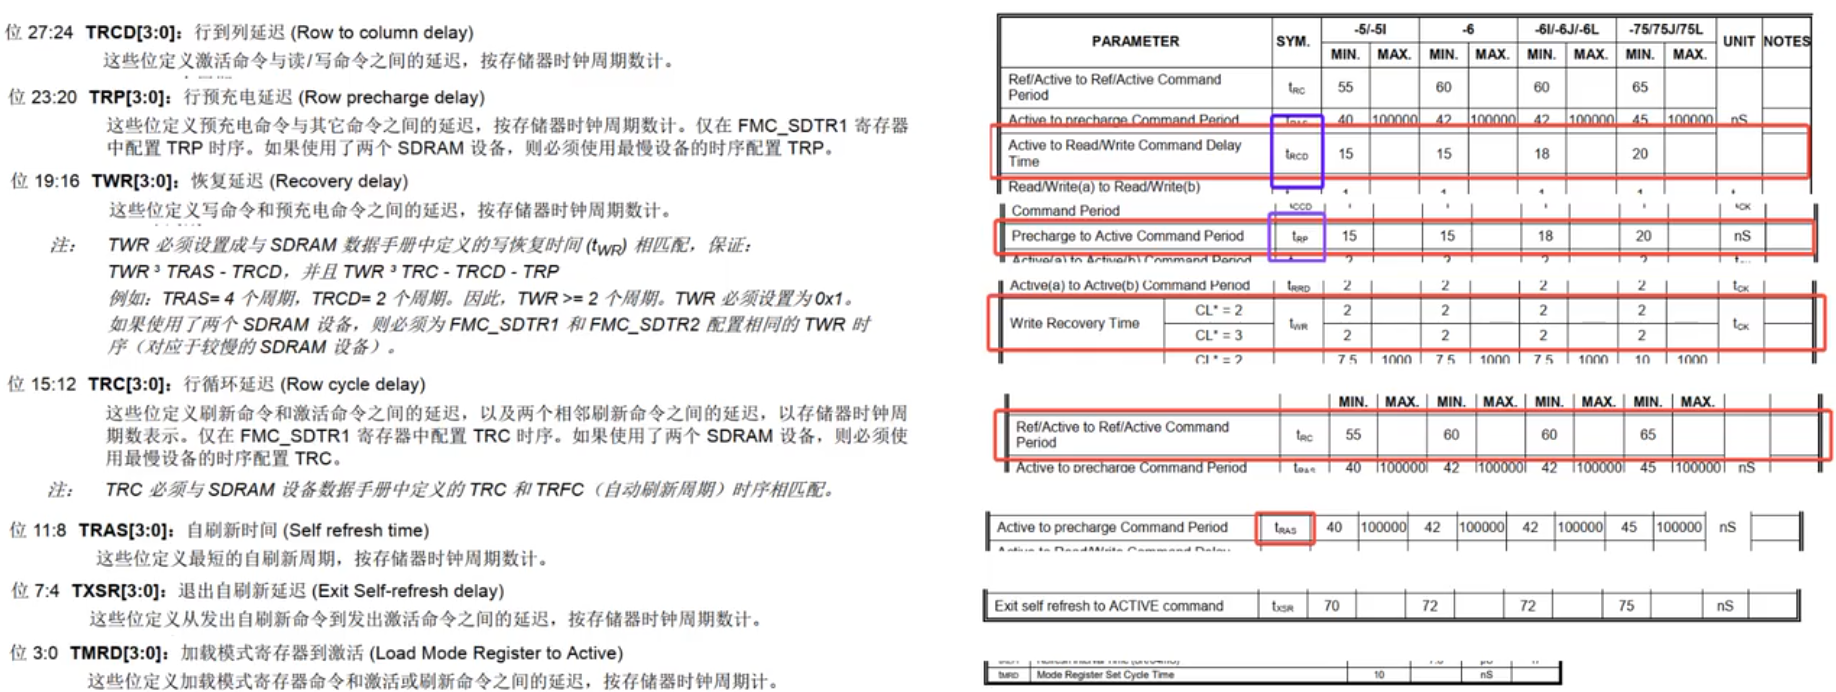 位 27:24 TRCD[3:0]：行到列延迟 (Row to column delay)
这些位定义激活命令与读/写命令之间的延迟，按存储器时钟周期数计。
位 23:20 TRP[3:0]：行预充电延迟 (Row precharge delay)
这些位定义预充电命令与其它命令之间的延迟，按存储器时钟周期数计。仅在 FMC_SDTR1 寄存器
中配置 TRP 时序。如果使用了两个 SDRAM 设备，则必须使用最慢设备的时序配置 TRP。
位 19:16 TWR[3:0]：恢复延迟 (Recovery delay)
这些位定义写命令和预充电命令之间的延迟，按存储器时钟周期数计。
注： TWR 必须设置成与 SDRAM 数据手册中定义的写恢复时间 (tWR) 相匹配，保证：
TWR ³ TRAS - TRCD，并且 TWR ³ TRC - TRCD - TRP
例如：TRAS= 4 个周期，TRCD= 2 个周期。因此，TWR >= 2 个周期。TWR 必须设置为 0x1。
如果使用了两个 SDRAM 设备，则必须为 FMC_SDTR1 和 FMC_SDTR2 配置相同的 TWR 时
序（对应于较慢的 SDRAM 设备）。
位 15:12 TRC[3:0]：行循环延迟 (Row cycle delay)
这些位定义刷新命令和激活命令之间的延迟，以及两个相邻刷新命令之间的延迟，以存储器时钟周
期数表示。仅在 FMC_SDTR1 寄存器中配置 TRC 时序。如果使用了两个 SDRAM 设备，则必须使
用最慢设备的时序配置 TRC。
注： TRC 必须与 SDRAM 设备数据手册中定义的 TRC 和 TRFC（自动刷新周期）时序相匹配。
位 11:8 TRAS[3:0]：自刷新时间 (Self refresh time)
这些位定义最短的自刷新周期，按存储器时钟周期数计。
位 7:4 TXSR[3:0]：退出自刷新延迟 (Exit Self-refresh delay)
这些位定义从发出自刷新命令到发出激活命令之间的延迟，按存储器时钟周期数计。
位 3:0 TMRD[3:0]：加载模式寄存器到激活 (Load Mode Register to Active)
这些位定义加载模式寄存器命令和激活或刷新命令之间的延迟，按存储器时钟周期计。
PARAMETER SYM. -5/-5I -6 -6I/-6J/-6L -75/75J/75L UNIT NOTES
MIN. MAX. MIN. MAX. MIN. MAX. MIN. MAX.
Ref/Active to Ref/Active Command
Period tRC 55 60 60 65
Active to precharge Command Period tRAS 40 100000 42 100000 42 100000 45 100000 nS
Active to Read/Write Command Delay
Time tRCD 15 15 18 20
Read/Write(a) to Read/Write(b)
Command Period tCCD 1 1 1 1 tCK
Precharge to Active Command Period tRP 15 15 18 20 nS
Active(a) to Active(b) Command Period
Active(a) to Active(b) Command Period tRRD 2 2 2 2 tCK
Write Recovery Time CL* = 2 tWR 2 2 2 2 tCK
CL* = 3 2 2 2 2
CL* = 2 7.5 1000 7.5 1000 7.5 1000 10 1000
MIN. MAX. MIN. MAX. MIN. MAX. MIN. MAX.
Ref/Active to Ref/Active Command
Period tRC 55 60 60 65
Active to precharge Command Period tRAS 40 100000 42 100000 42 100000 45 100000 nS
Active to precharge Command Period tRAS 40 100000 42 100000 42 100000 45 100000 nS
Exit self refresh to ACTIVE command tXSR 70 72 72 75 nS
tMRD Mode Register Set Cycle Time 10 nS